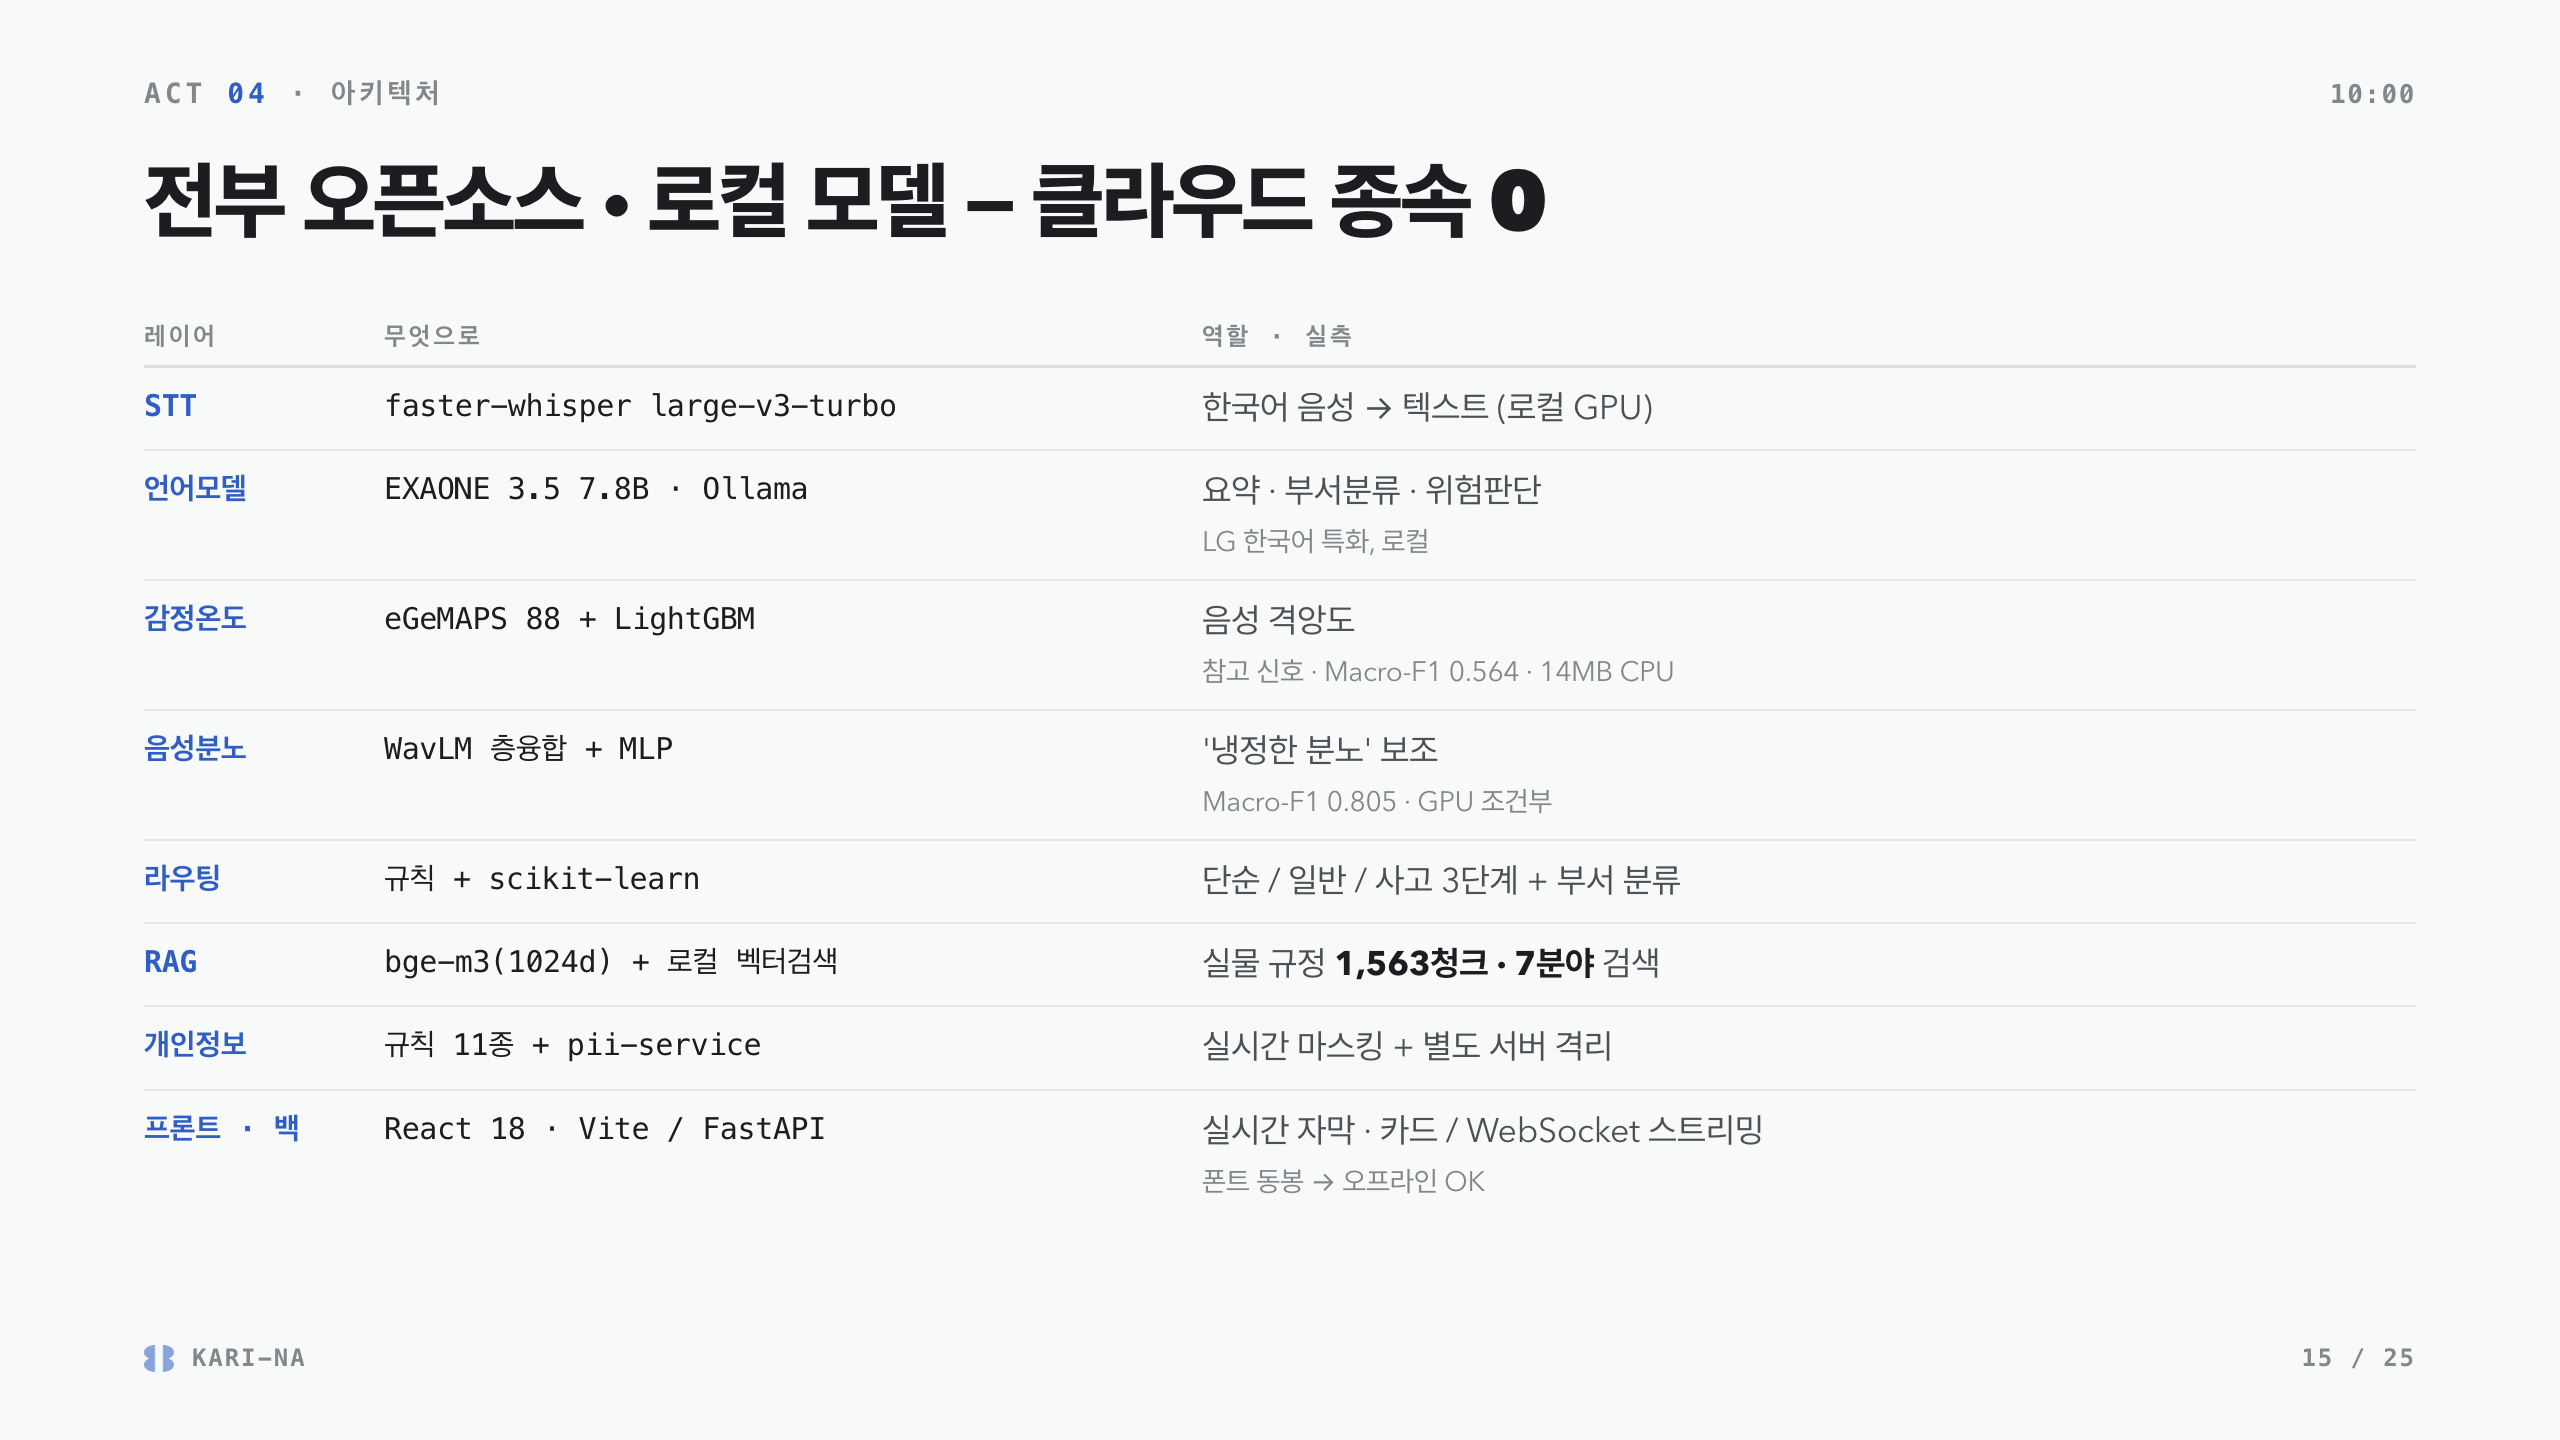 ACT 04 · 아키텍처
10:00
전부 오픈소스 · 로컬 모델 — 클라우드 종속 0
레이어 무엇으로 역할 · 실측
STT faster-whisper large-v3-turbo 한국어 음성 → 텍스트 (로컬 GPU)
언어모델 EXAONE 3.5 7.8B · Ollama 요약 · 부서분류 · 위험판단
LG 한국어 특화, 로컬
감정온도 eGeMAPS 88 + LightGBM 음성 격앙도
참고 신호 · Macro-F1 0.564 · 14MB CPU
음성분노 WavLM 층융합 + MLP '냉정한 분노' 보조
Macro-F1 0.805 · GPU 조건부
라우팅 규칙 + scikit-learn 단순 / 일반 / 사고 3단계 + 부서 분류
RAG bge-m3(1024d) + 로컬 벡터검색 실물 규정 1,563청크 · 7분야 검색
개인정보 규칙 11종 + pii-service 실시간 마스킹 + 별도 서버 격리
프론트 · 백 React 18 · Vite / FastAPI 실시간 자막 · 카드 / WebSocket 스트리밍
폰트 동봉 → 오프라인 OK
KARI-NA
15 / 25